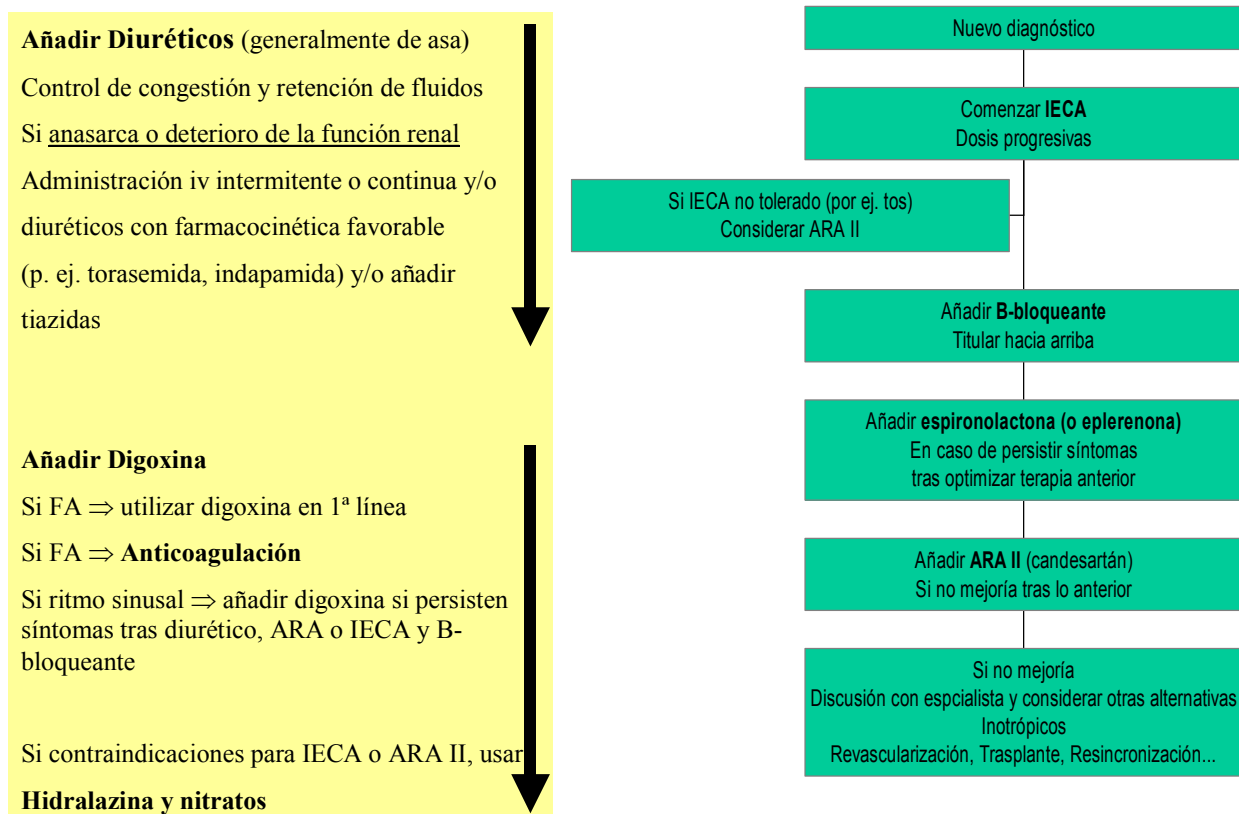 Añadir Diuréticos (generalmente de asa)
Control de congestión y retención de fluidos
Si anasarca o deterioro de la función renal
Administración iv intermitente o continua y/o
diuréticos con farmacocinética favorable
(p. ej. torasemida, indapamida) y/o añadir
tiazidas
Añadir Digoxina
Si FA ⇒ utilizar digoxina en 1ª línea
Si FA ⇒ Anticoagulación
Si ritmo sinusal ⇒ añadir digoxina si persisten
síntomas tras diurético, ARA o IECA y B-
bloqueante
Si contraindicaciones para IECA o ARA II, usar
Hidralazina y nitratos
Nuevo diagnóstico
Comenzar IECA
Dosis progresivas
Si IECA no tolerado (por ej. tos)
Considerar ARA II
Añadir B-bloqueante
Titular hacia arriba
Añadir espironolactona (o eplerenona)
En caso de persistir síntomas
tras optimizar terapia anterior
Añadir ARA II (candesartán)
Si no mejoría tras lo anterior
Si no mejoría
Discusión con espcialista y considerar otras alternativas
Inotrópicos
Revascularización, Trasplante, Resincronización...